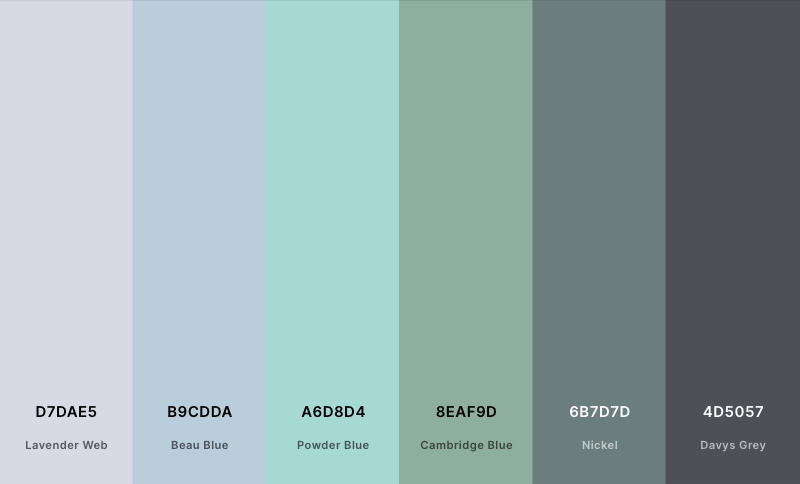 D7DAE5
Lavender Web
B9CDDA
Beau Blue
A6D8D4
Powder Blue
8EAF9D
Cambridge Blue
6B7D7D
Nickel
4D5057
Davys Grey